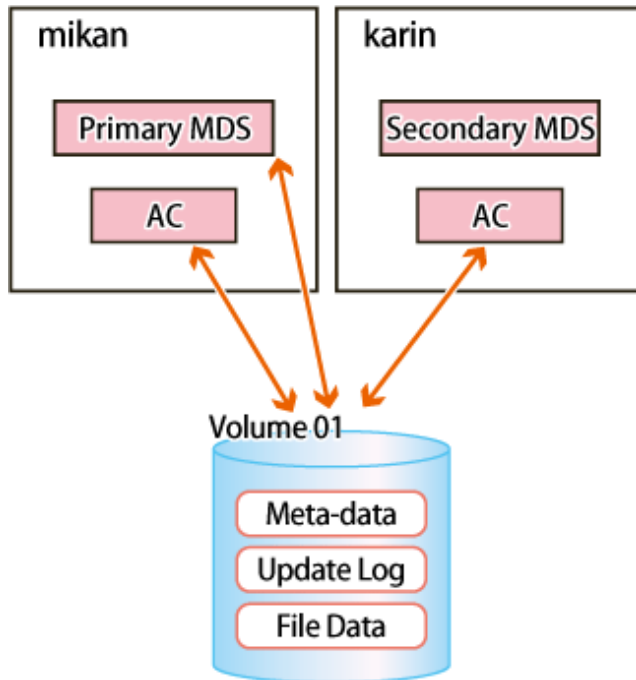 mikan
karin
Primary MDS
Secondary MDS
AC
AC
Volume 01
Meta-data
Update Log
File Data